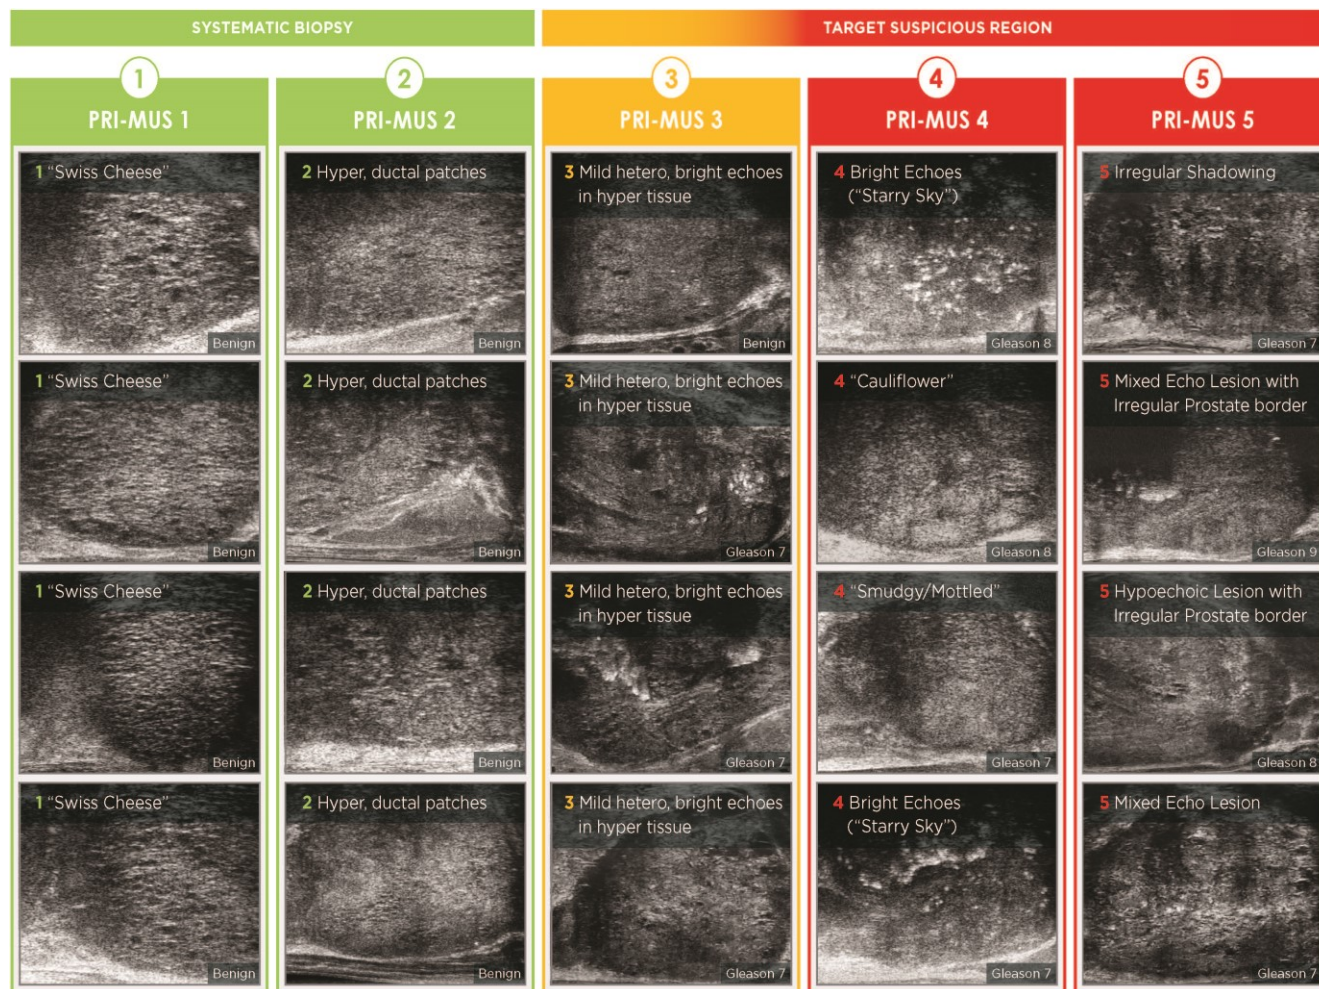 SYSTEMATIC BIOPSY
TARGET SUSPICIOUS REGION
1
PRI-MUS 1
2
PRI-MUS 2
3
PRI-MUS 3
4
PRI-MUS 4
5
PRI-MUS 5
1 “Swiss Cheese”
Benign
2 Hyper, ductal patches
Benign
3 Mild hetero, bright echoes
in hyper tissue
Benign
4 Bright Echoes
(“Starry Sky”)
Gleason 8
5 Irregular Shadowing
Gleason 7
1 “Swiss Cheese”
Benign
2 Hyper, ductal patches
Benign
3 Mild hetero, bright echoes
in hyper tissue
Gleason 7
4 “Cauliflower”
Gleason 8
5 Mixed Echo Lesion with
Irregular Prostate border
Gleason 9
1 “Swiss Cheese”
Benign
2 Hyper, ductal patches
Benign
3 Mild hetero, bright echoes
in hyper tissue
Gleason 7
4 “Smudgy/Mottled”
Gleason 7
5 Hypoechoic Lesion with
Irregular Prostate border
Gleason 8
1 “Swiss Cheese”
Benign
2 Hyper, ductal patches
Benign
3 Mild hetero, bright echoes
in hyper tissue
Gleason 7
4 Bright Echoes
(“Starry Sky”)
Gleason 7
5 Mixed Echo Lesion
Gleason 7